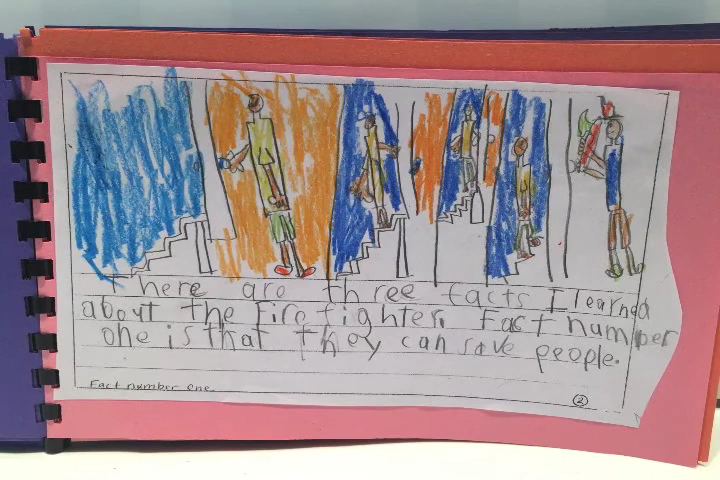 There are three facts I learned
about the firefighter. Fact number
one is that they can save people.
Fact number one.
2